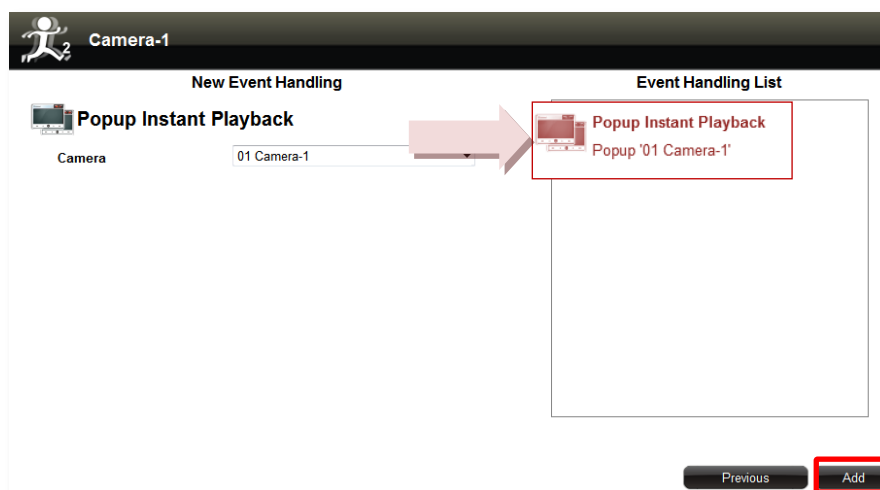 2
Camera-1
New Event Handling
Event Handling List
Popup Instant Playback
Camera
01 Camera-1
Popup Instant Playback
Popup '01 Camera-1'
Previous
Add